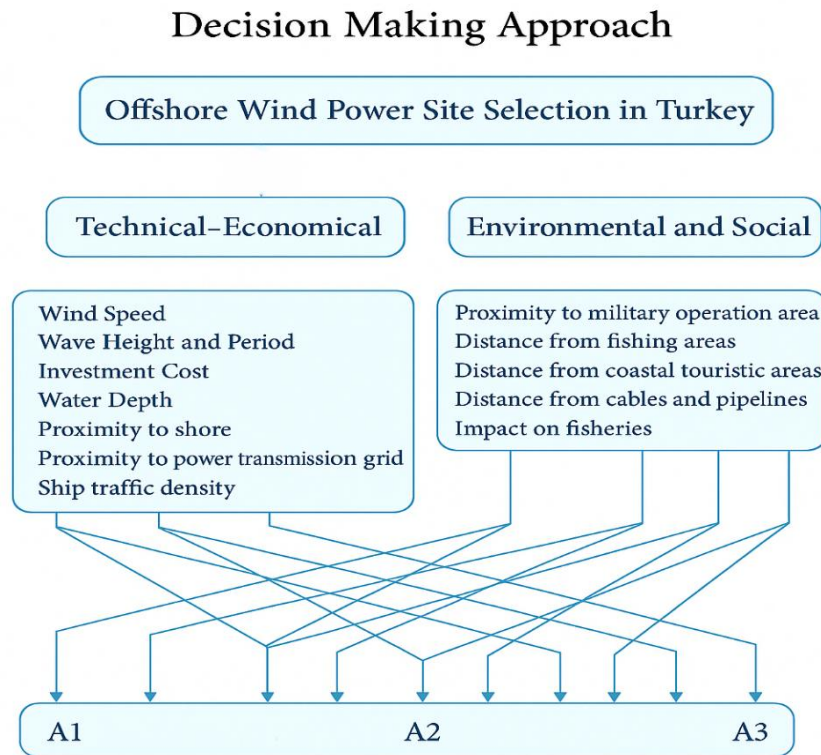 Decision Making Approach
Offshore Wind Power Site Selection in Turkey
Technical-Economical
Environmental and Social
Wind Speed
Wave Height and Period
Investment Cost
Water Depth
Proximity to shore
Proximity to power transmission grid
Ship traffic density
Proximity to military operation area
Distance from fishing areas
Distance from coastal touristic areas
Distance from cables and pipelines
Impact on fisheries
A1 A2 A3